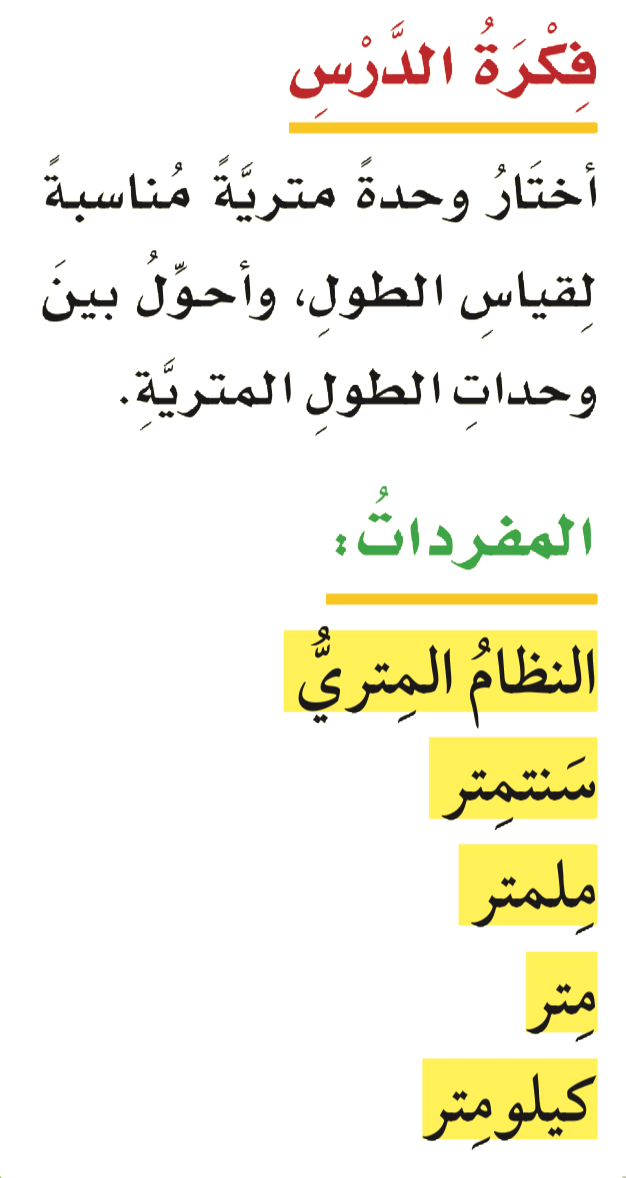 فِكْرَةُ الدَّرْسِ
أختَارُ وحدةً متريَّةً مُناسبةً
لِقياسِ الطولِ، وأحوِّلُ بينَ
وحداتِ الطولِ المتريَّةِ.
المفرداتُ:
النظامُ المِتريُّ
سَنتمِتر
مِلمتر
مِتر
كيلومِتر